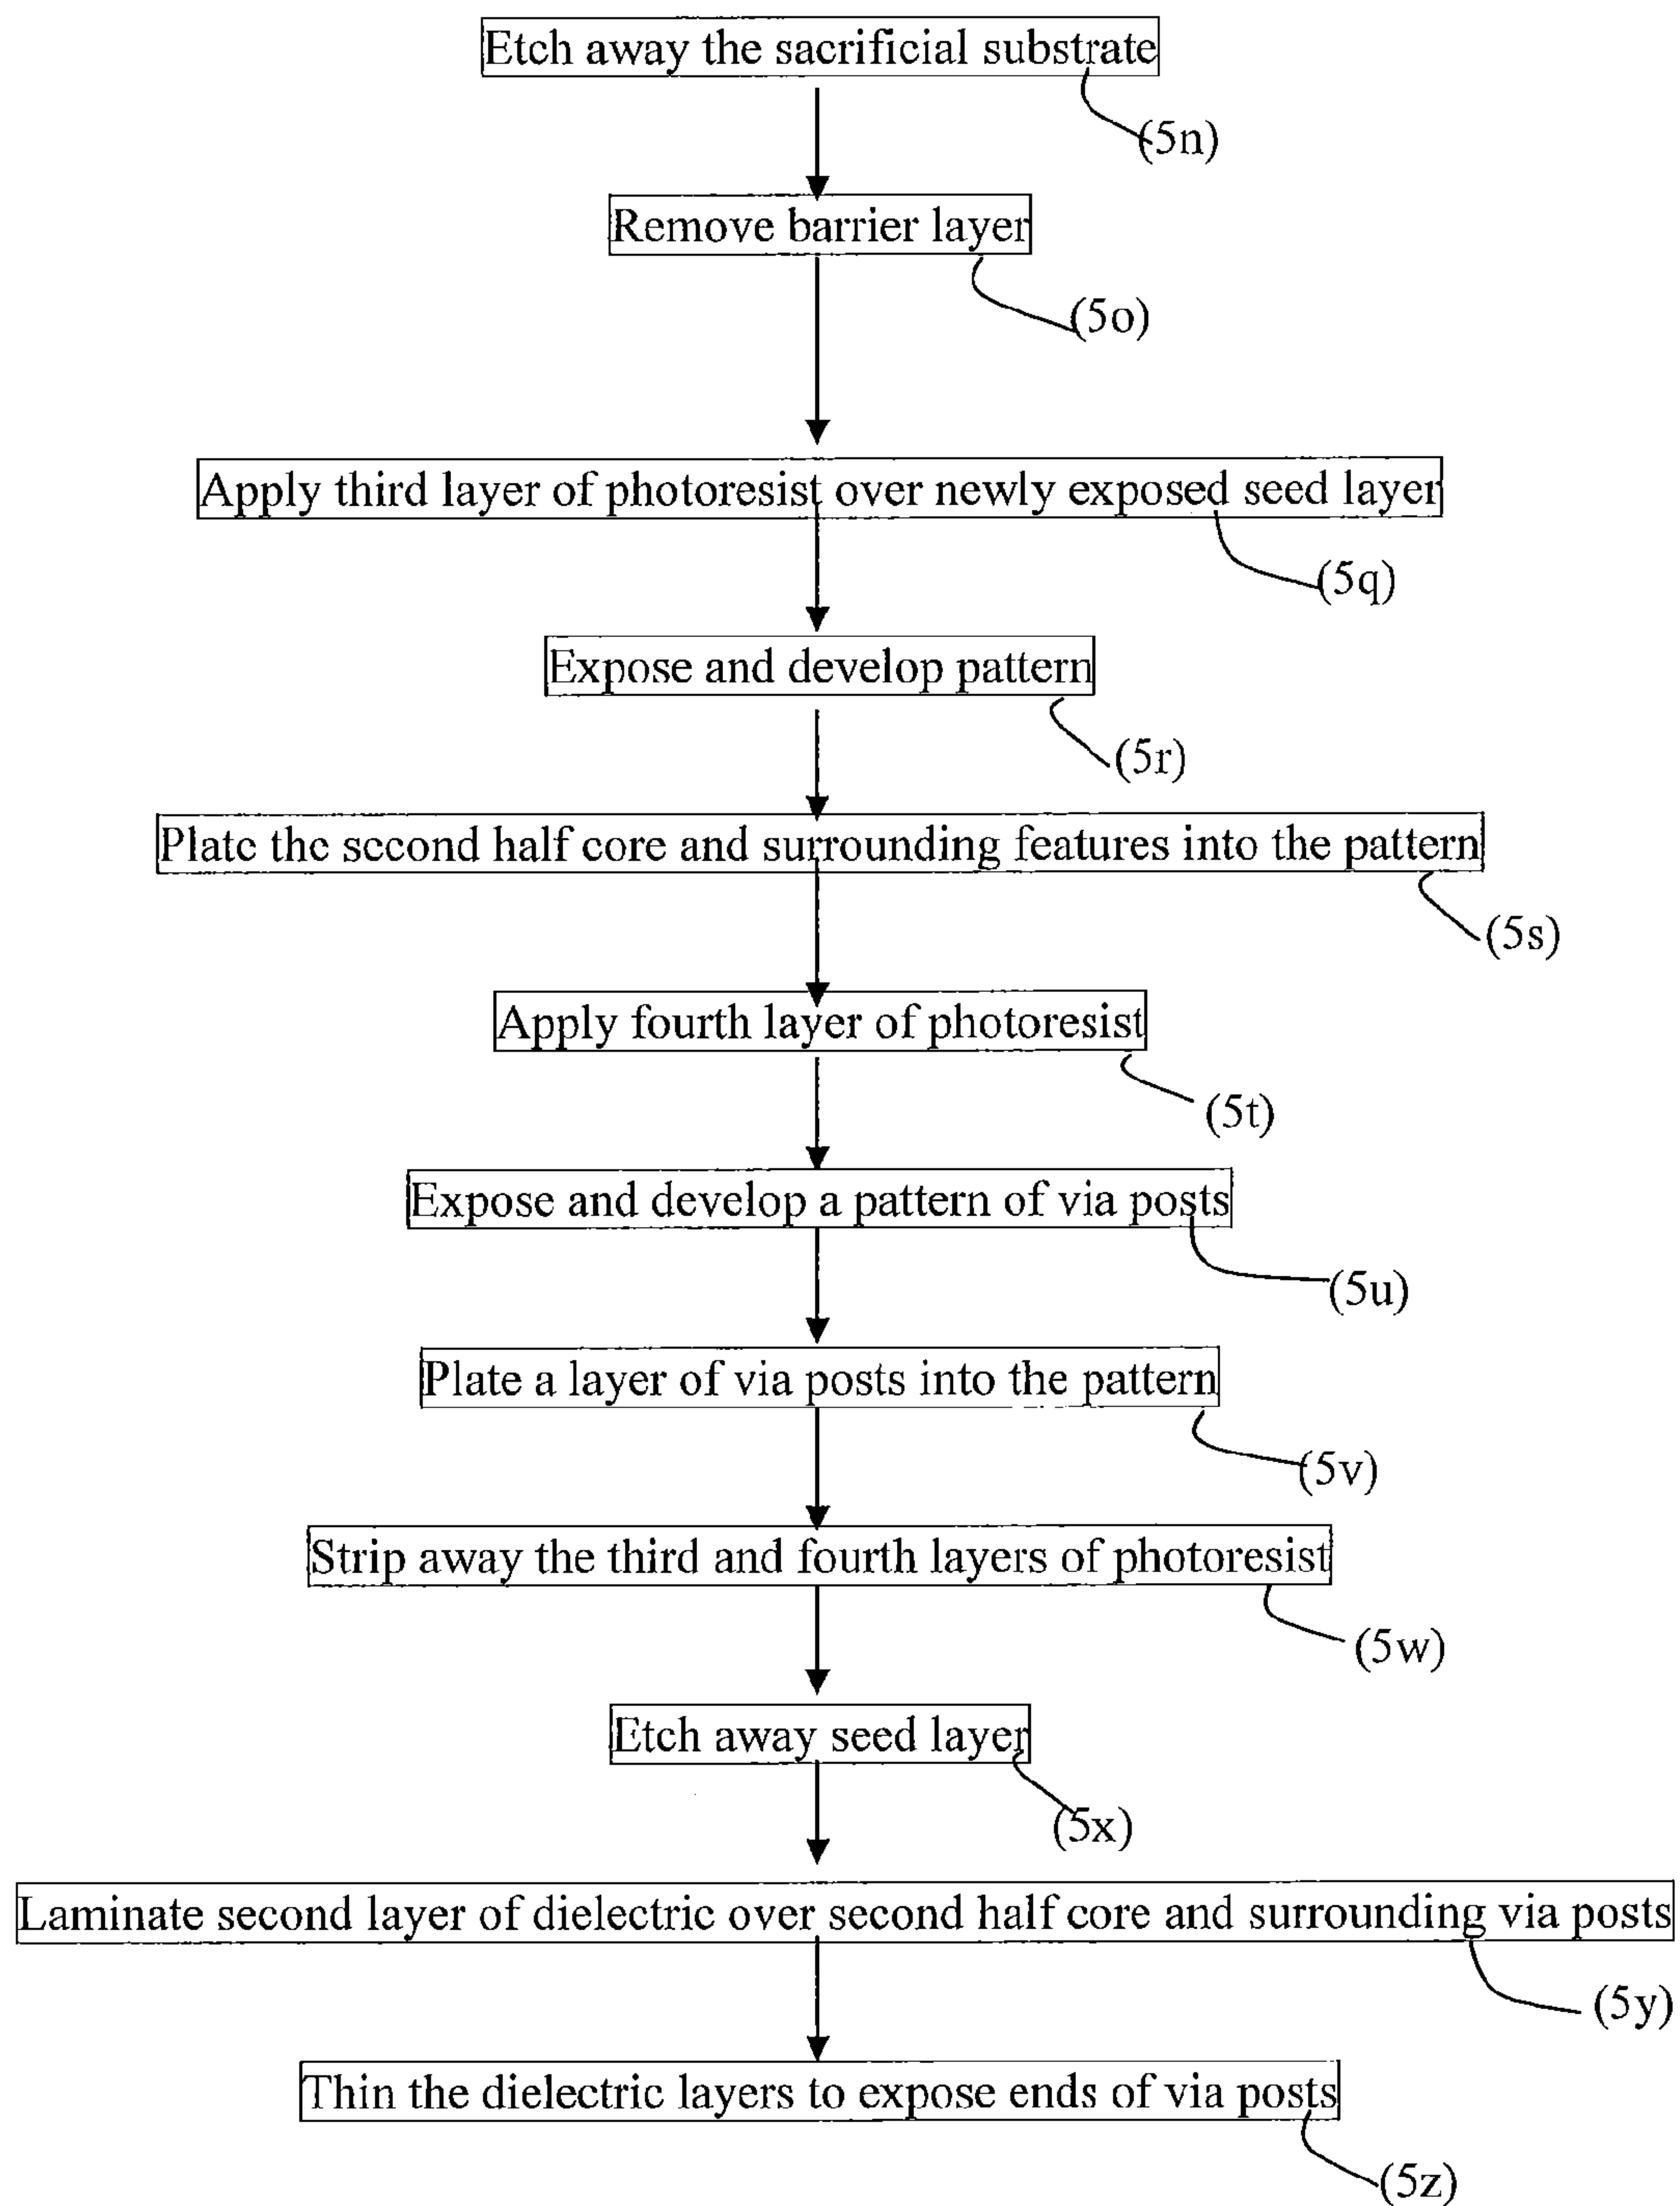 Etch away the sacrificial substrate
(5n)
Remove barrier layer
(5o)
Apply third layer of photoresist over newly exposed seed layer
(5q)
Expose and develop pattern
(5r)
Plate the second half core and surrounding features into the pattern
(5s)
Apply fourth layer of photoresist
(5t)
Expose and develop a pattern of via posts
(5u)
Plate a layer of via posts into the pattern
(5v)
Strip away the third and fourth layers of photoresist
(5w)
Etch away seed layer
(5x)
Laminate second layer of dielectric over second half core and surrounding via posts
(5y)
Thin the dielectric layers to expose ends of via posts
(5z)